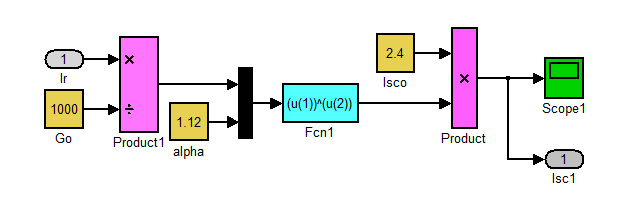 1
Ir
1000
Go
×
÷
Product1
1.12
alpha
(u(1))^(u(2))
Fcn1
2.4
Isco
×
Product
Scope1
1
Isc1